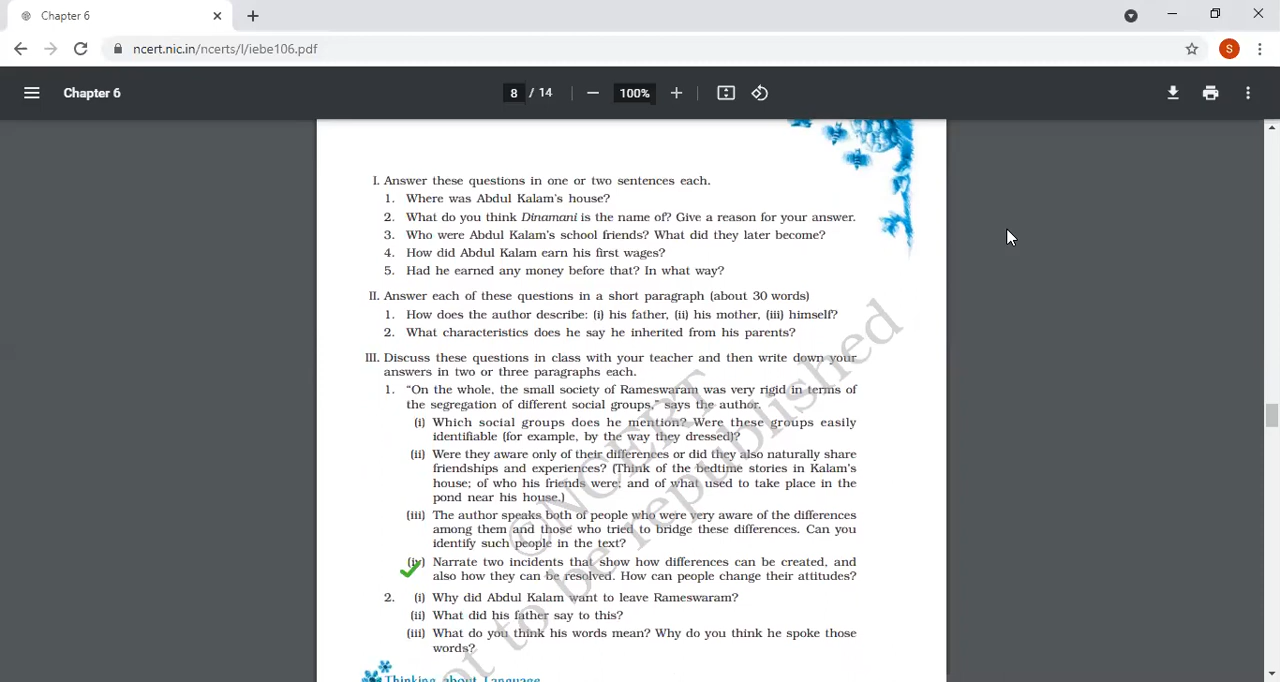 Chapter 6
ncert.nic.in/ncerts/l/iebe106.pdf
S
Chapter 6
8 / 14
100%
I. Answer these questions in one or two sentences each.
1. Where was Abdul Kalam's house?
2. What do you think Dinamani is the name of? Give a reason for your answer.
3. Who were Abdul Kalam's school friends? What did they later become?
4. How did Abdul Kalam earn his first wages?
5. Had he earned any money before that? In what way?
II. Answer each of these questions in a short paragraph (about 30 words)
1. How does the author describe: (i) his father, (ii) his mother, (iii) himself?
2. What characteristics does he say he inherited from his parents?
III. Discuss these questions in class with your teacher and then write down your
answers in two or three paragraphs each.
1. “On the whole, the small society of Rameswaram was very rigid in terms of
the segregation of different social groups,” says the author.
(i) Which social groups does he mention? Were these groups easily
identifiable (for example, by the way they dressed)?
(ii) Were they aware only of their differences or did they also naturally share
friendships and experiences? (Think of the bedtime stories in Kalam's
house; of who his friends were; and of what used to take place in the
pond near his house.)
(iii) The author speaks both of people who were very aware of the differences
among them and those who tried to bridge these differences. Can you
identify such people in the text?
(iv) Narrate two incidents that show how differences can be created, and
also how they can be resolved. How can people change their attitudes?
2. (i) Why did Abdul Kalam want to leave Rameswaram?
(ii) What did his father say to this?
(iii) What do you think his words mean? Why do you think he spoke those
words?
Thinking about Language
©NCERT
not to be republished